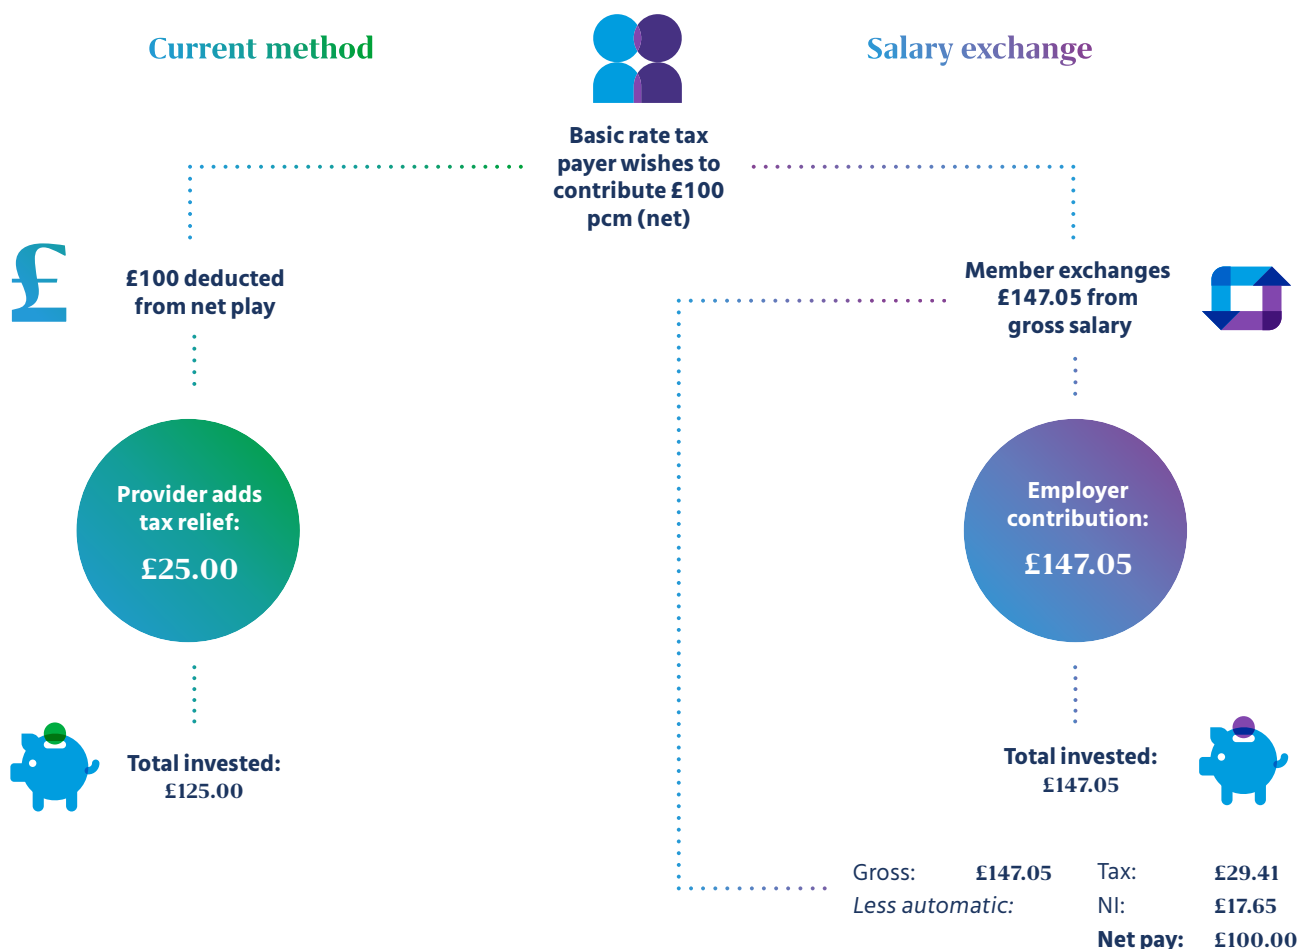 Current method
Salary exchange
Basic rate tax
payer wishes to
contribute £100
pcm (net)
£
£100 deducted
from net play
Member exchanges
£147.05 from
gross salary
Provider adds
tax relief:
£25.00
Employer
contribution:
£147.05
Total invested:
£125.00
Total invested:
£147.05
Gross: £147.05 Tax: £29.41
Less automatic: NI: £17.65
Net pay: £100.00